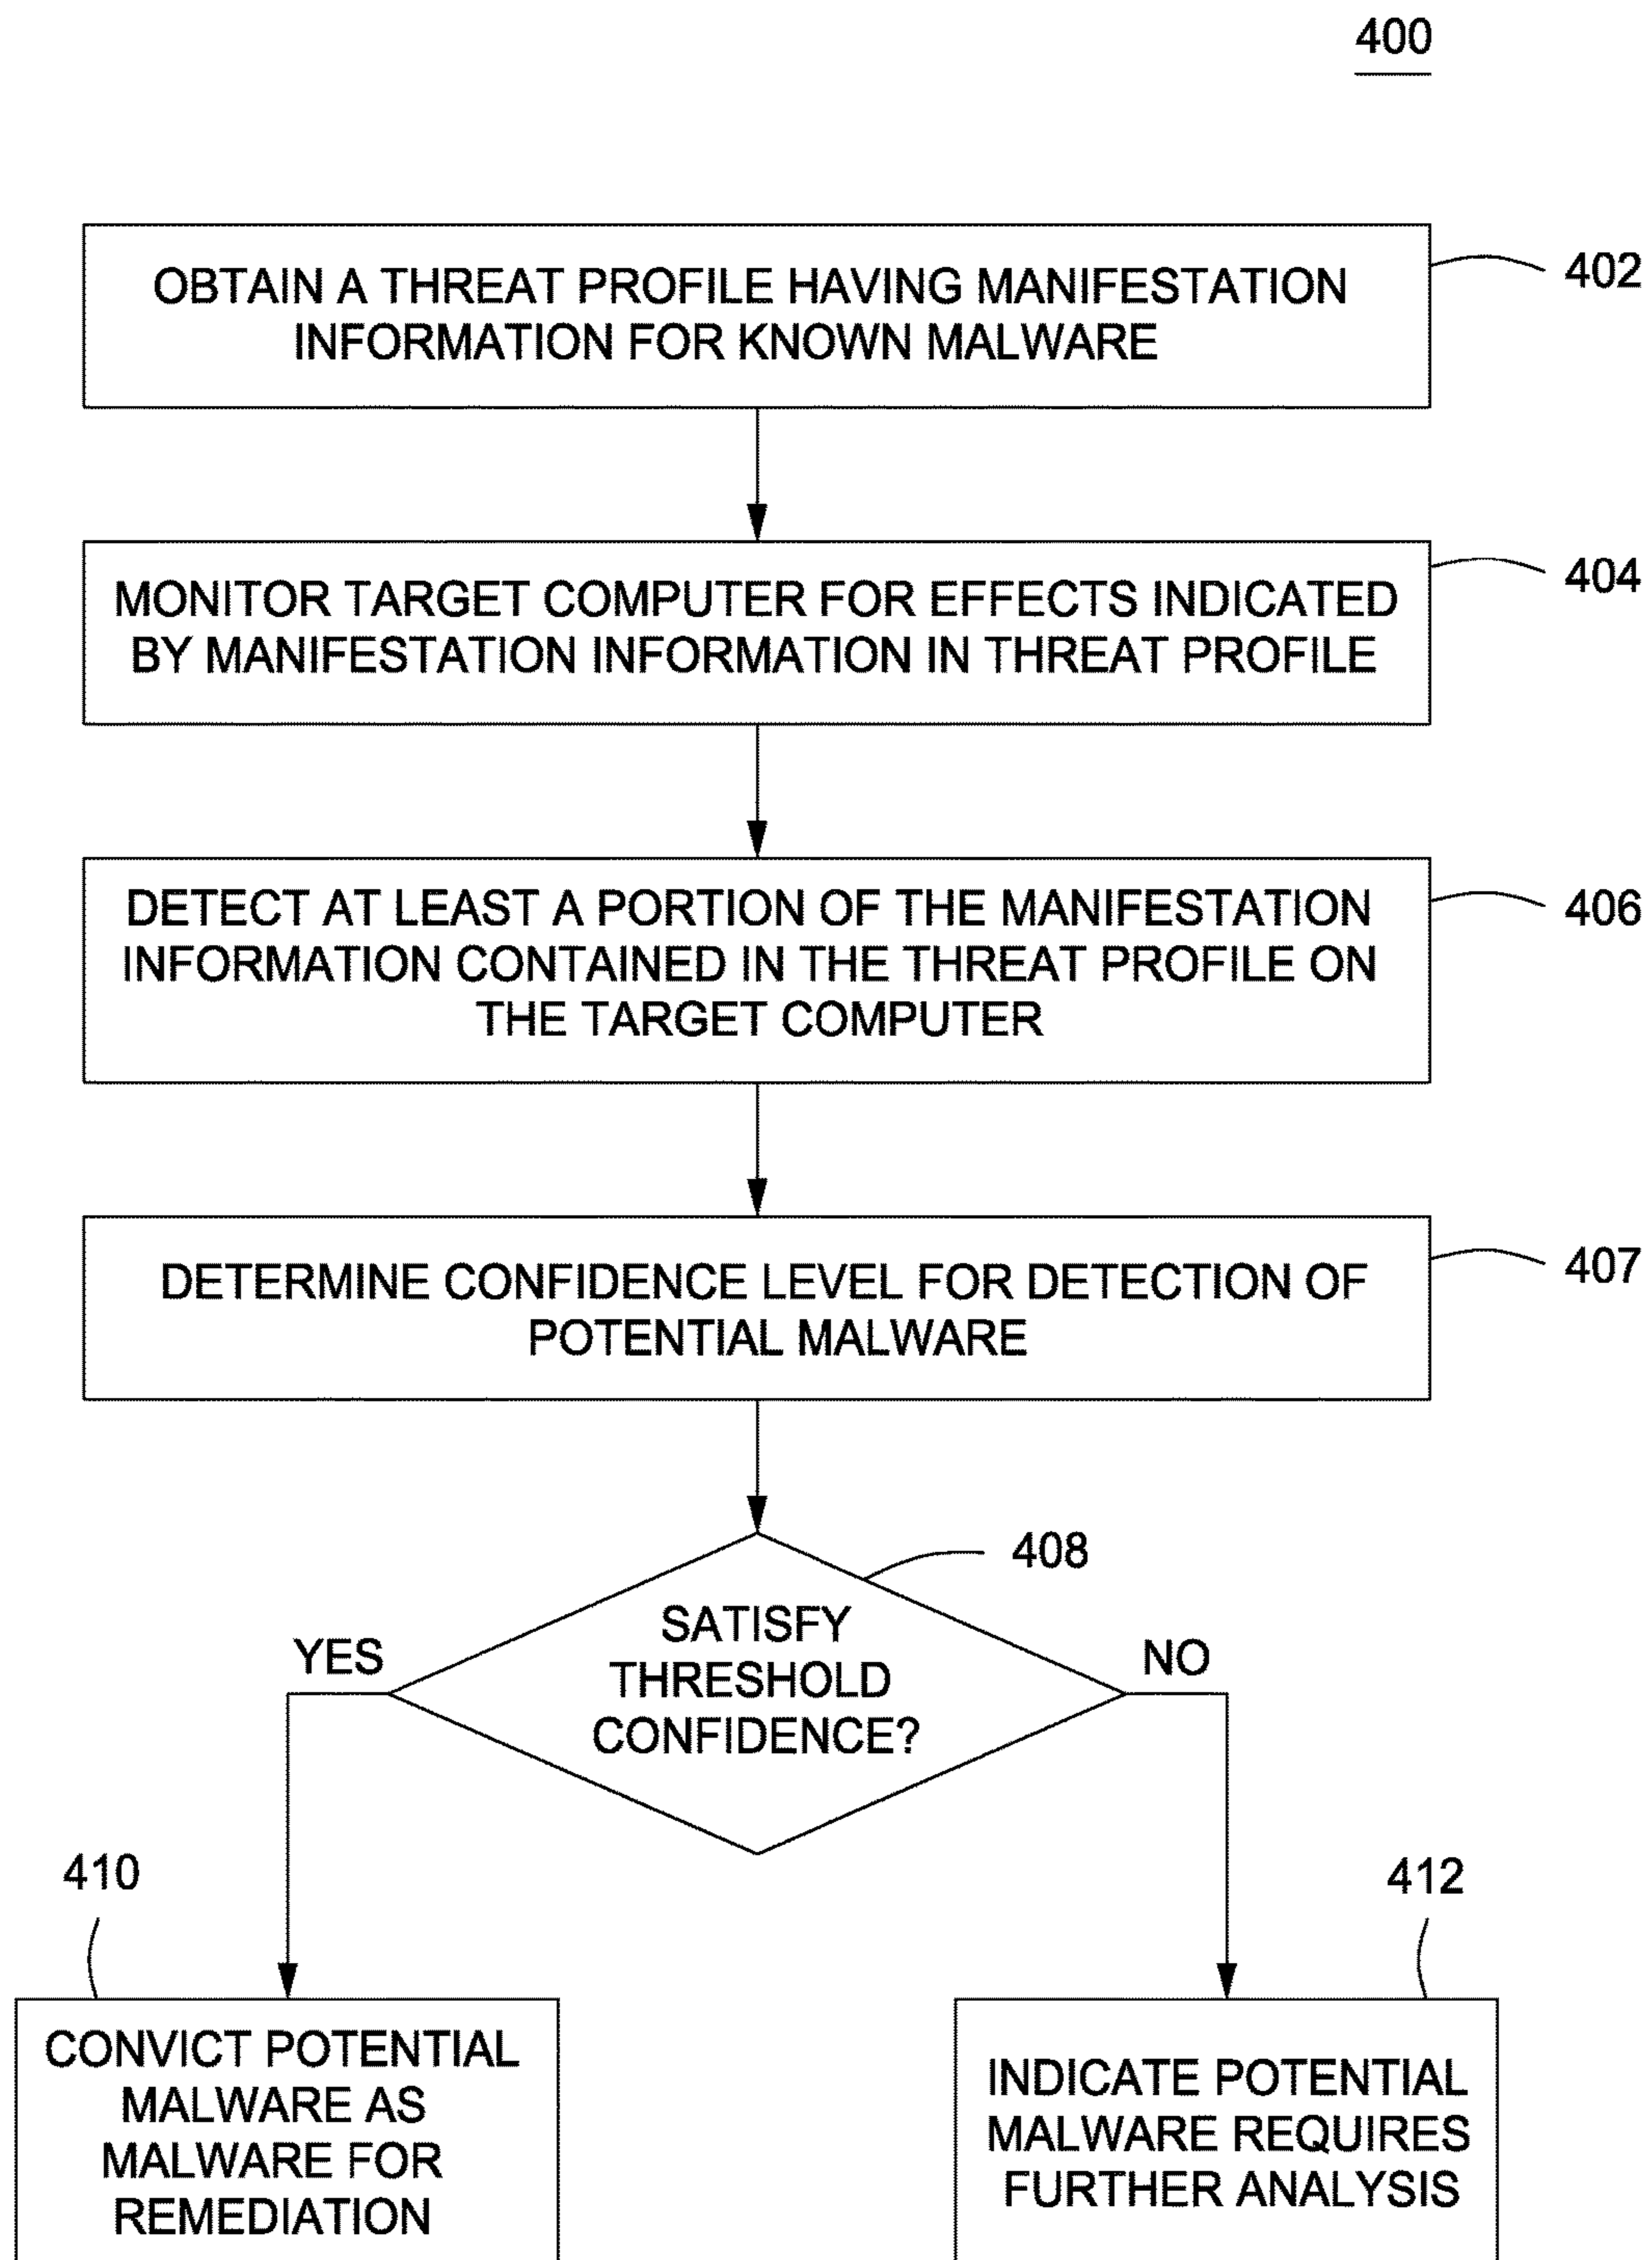 400
OBTAIN A THREAT PROFILE HAVING MANIFESTATION
INFORMATION FOR KNOWN MALWARE
402
MONITOR TARGET COMPUTER FOR EFFECTS INDICATED
BY MANIFESTATION INFORMATION IN THREAT PROFILE
404
DETECT AT LEAST A PORTION OF THE MANIFESTATION
INFORMATION CONTAINED IN THE THREAT PROFILE ON
THE TARGET COMPUTER
406
DETERMINE CONFIDENCE LEVEL FOR DETECTION OF
POTENTIAL MALWARE
407
408
SATISFY
THRESHOLD
CONFIDENCE?
YES
NO
410
CONVICT POTENTIAL
MALWARE AS
MALWARE FOR
REMEDIATION
412
INDICATE POTENTIAL
MALWARE REQUIRES
FURTHER ANALYSIS